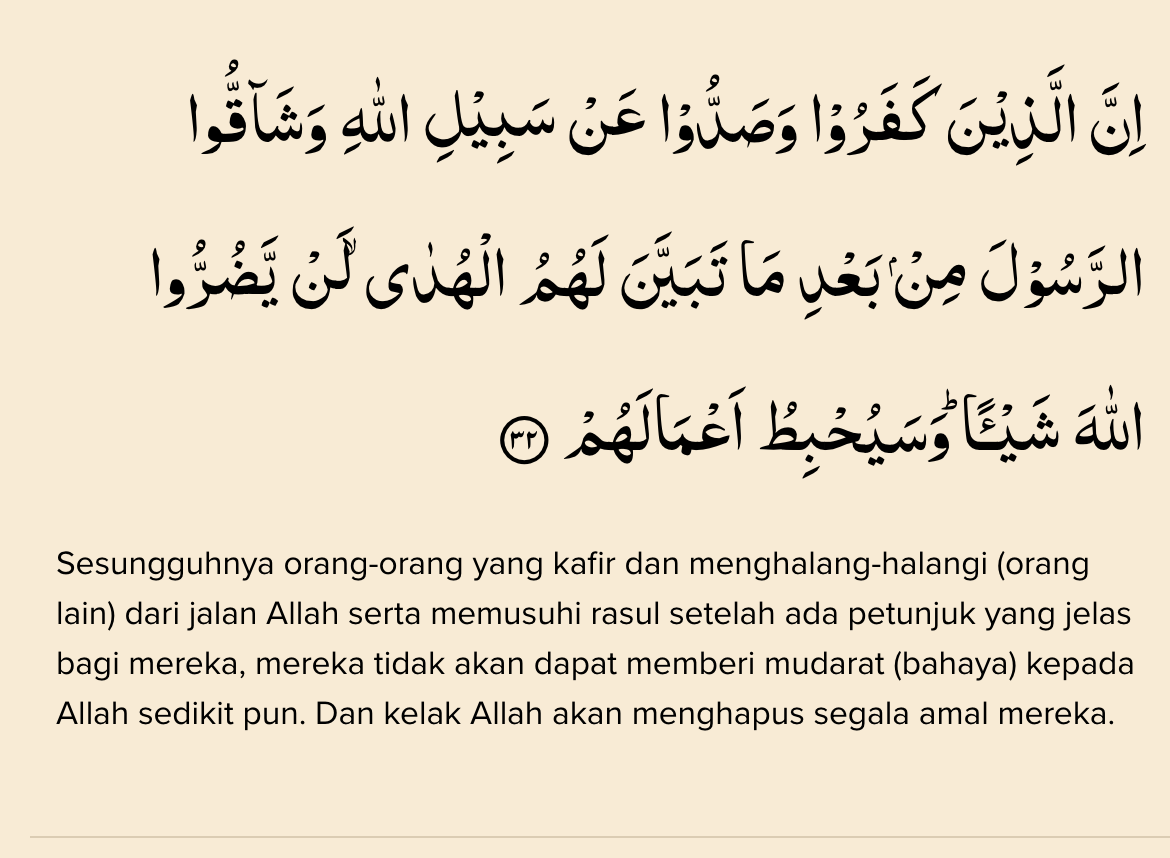 اِنَّ الَّذِيْنَ كَفَرُوْا وَصَدُّوْا عَنْ سَبِيْلِ اللّٰهِ وَشَاۤقُّوا
الرَّسُوْلَ مِنْۢ بَعْدِ مَا تَبَيَّنَ لَهُمُ الْهُدٰى لَنْ يَّضُرُّوا
اللّٰهَ شَيْـًٔاۗ وَسَيُحْبِطُ اَعْمَالَهُمْ ٣٢
Sesungguhnya orang-orang yang kafir dan menghalang-halangi (orang
lain) dari jalan Allah serta memusuhi rasul setelah ada petunjuk yang jelas
bagi mereka, mereka tidak akan dapat memberi mudarat (bahaya) kepada
Allah sedikit pun. Dan kelak Allah akan menghapus segala amal mereka.